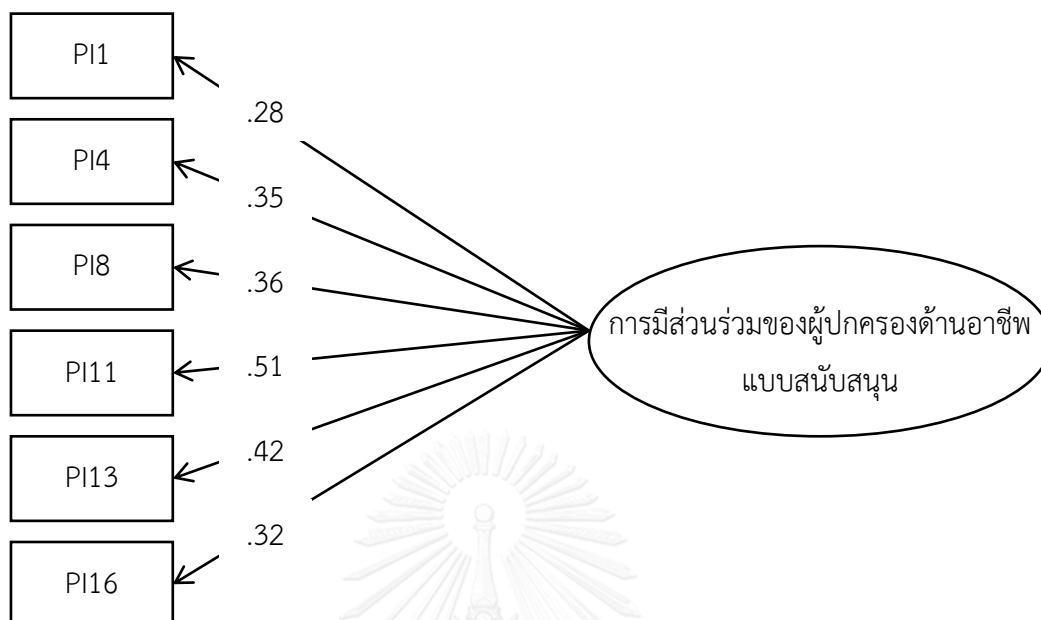 PI1
.28
PI4
.35
PI8
.36
PI11
.51
PI13
.42
PI16
.32
การมีส่วนร่วมของผู้ปกครองด้านอาชีพ
แบบสนับสนุน